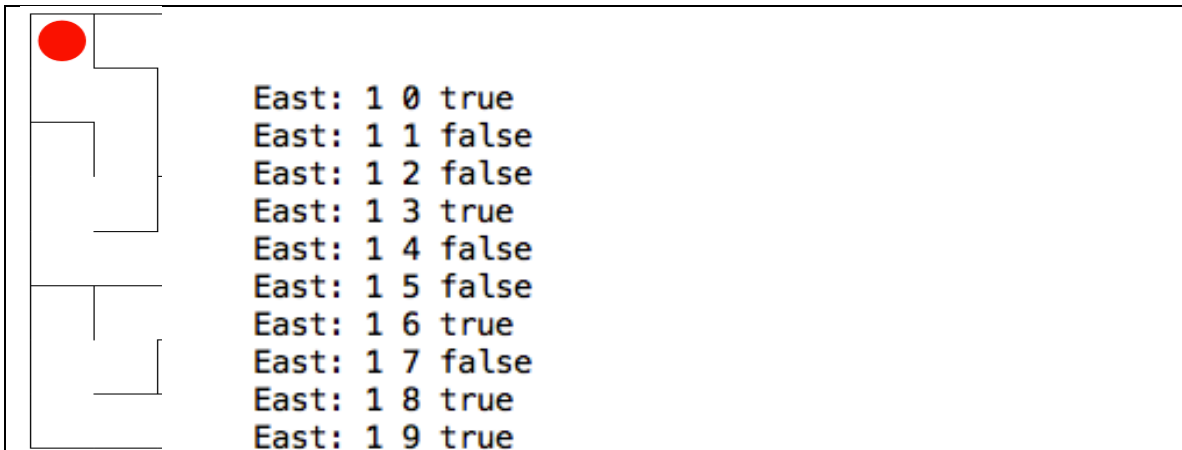 East: 1 0 true
East: 1 1 false
East: 1 2 false
East: 1 3 true
East: 1 4 false
East: 1 5 false
East: 1 6 true
East: 1 7 false
East: 1 8 true
East: 1 9 true